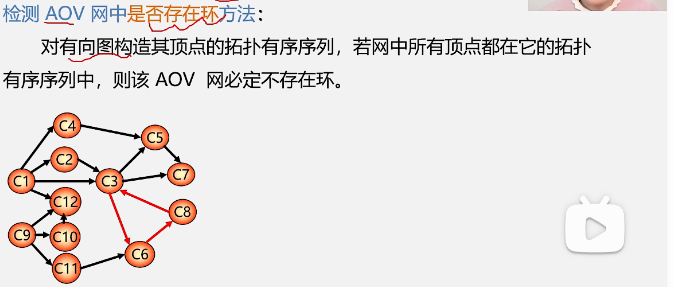 检测 AOV 网中是否存在环方法：
对有向图构造其顶点的拓扑有序序列，若网中所有顶点都在它的拓扑
有序序列中，则该 AOV 网必定不存在环。
C4
C5
C2
C7
C1
C3
C12
C8
C9
C10
C6
C11